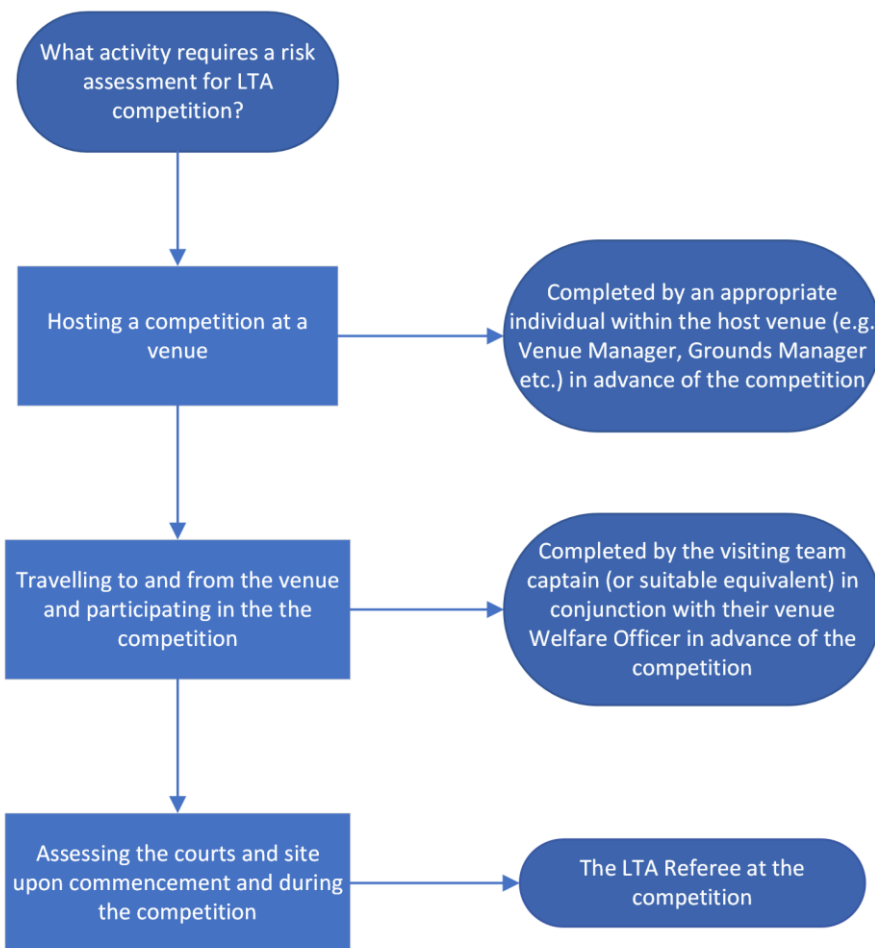 What activity requires a risk
assessment for LTA
competition?
Hosting a competition at a
venue
Completed by an appropriate
individual within the host venue (e.g.
Venue Manager, Grounds Manager
etc.) in advance of the competition
Travelling to and from the venue
and participating in the the
competition
Completed by the visiting team
captain (or suitable equivalent) in
conjunction with their venue
Welfare Officer in advance of the
competition
Assessing the courts and site
upon commencement and during
the competition
The LTA Referee at the
competition